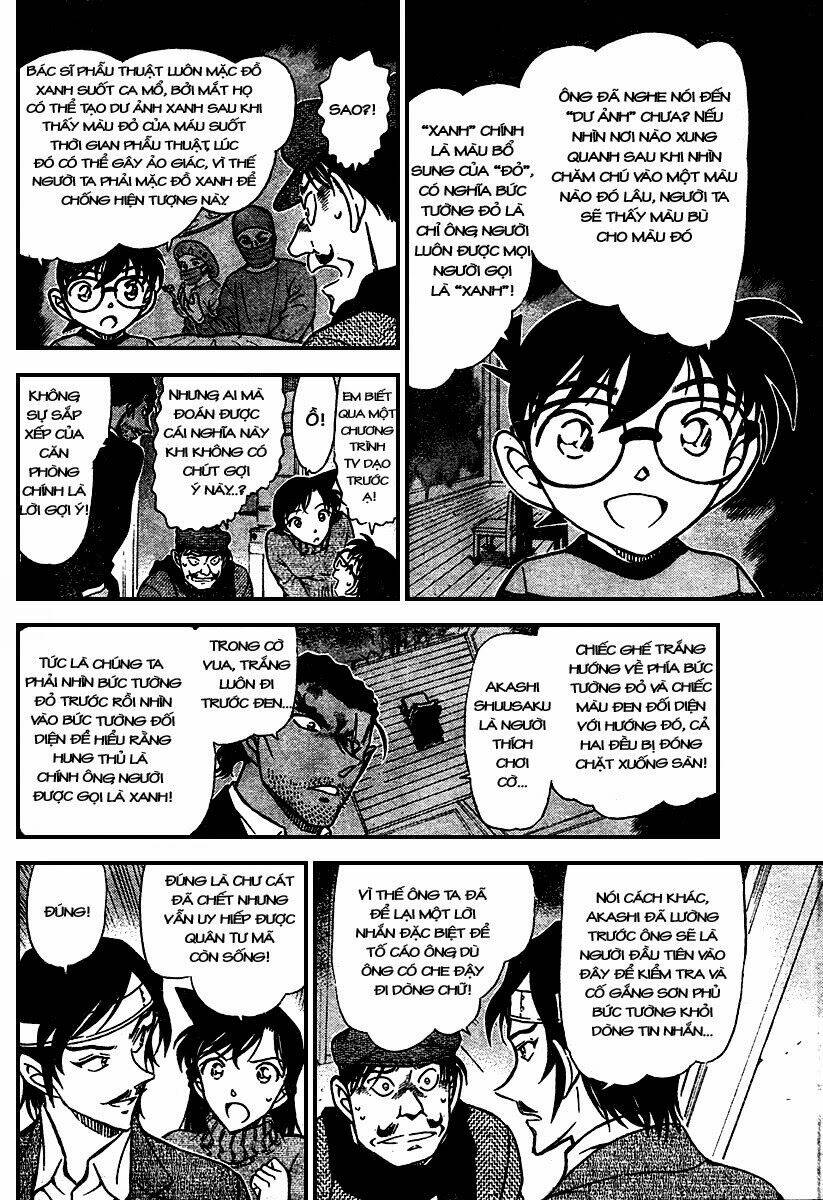 ÔNG ĐÃ NGHE NÓI ĐẾN
"DƯ ẢNH" CHƯA? NẾU
NHÌN NƠI NÀO XUNG
QUANH SAU KHI NHÌN
CHĂM CHÚ VÀO MỘT MÀU
NÀO ĐÓ LÂU, NGƯỜI TA
SẼ THẤY MÀU BÙ
CHO MÀU ĐÓ
"XANH" CHÍNH
LÀ MÀU BỔ
SUNG CỦA "ĐỎ",
CÓ NGHĨA BỨC
TƯỜNG ĐỎ LÀ
CHỈ ÔNG, NGƯỜI
LUÔN ĐƯỢC MỌI
NGƯỜI GỌI
LÀ "XANH"!
SAO?!
BÁC SĨ PHẪU THUẬT LUÔN MẶC ĐỒ
XANH SUỐT CA MỔ, BỞI MẮT HỌ
CÓ THỂ TẠO DƯ ẢNH XANH SAU KHI
THẤY MÀU ĐỎ CỦA MÁU SUỐT
THỜI GIAN PHẪU THUẬT, LÚC
ĐÓ CÓ THỂ GÂY ẢO GIÁC, VÌ THẾ
NGƯỜI TA PHẢI MẶC ĐỒ XANH ĐỂ
CHỐNG HIỆN TƯỢNG NÀY
EM BIẾT
QUA MỘT
CHƯƠNG
TRÌNH
TV DẠO
TRƯỚC
Ạ!
Ồ!
NHƯNG AI MÀ
ĐOÁN ĐƯỢC
CÁI NGHĨA NÀY
KHI KHÔNG CÓ
CHÚT GỢI
Ý NÀY..?
KHÔNG,
SỰ SẮP
XẾP CỦA
CĂN
PHÒNG
CHÍNH LÀ
LỜI GỢI Ý!
CHIẾC GHẾ TRẮNG
HƯỚNG VỀ PHÍA BỨC
TƯỜNG ĐỎ VÀ CHIẾC
MÀU ĐEN ĐỐI DIỆN
VỚI HƯỚNG ĐÓ, CẢ
HAI ĐỀU BỊ ĐÓNG
CHẶT XUỐNG SÀN!
AKASHI
SHUUSAKU
LÀ NGƯỜI
THÍCH
CHƠI
CỜ...
TRONG CỜ
VUA, TRẮNG
LUÔN ĐI
TRƯỚC ĐEN...
TỨC LÀ CHÚNG TA
PHẢI NHÌN BỨC TƯỜNG
ĐỎ TRƯỚC RỒI NHÌN
VÀO BỨC TƯỜNG ĐỐI
DIỆN ĐỂ HIỂU RẰNG
HUNG THỦ LÀ
CHÍNH ÔNG, NGƯỜI
ĐƯỢC GỌI LÀ XANH!
NÓI CÁCH KHÁC,
AKASHI ĐÃ LƯỜNG
TRƯỚC ÔNG SẼ LÀ
NGƯỜI ĐẦU TIÊN VÀO
ĐÂY ĐỂ KIỂM TRA VÀ
CỐ GẮNG SƠN PHỦ
BỨC TƯỜNG KHỎI
DÒNG TIN NHẮN...
VÌ THẾ ÔNG TA ĐÃ
ĐỂ LẠI MỘT LỜI
NHẮN ĐẶC BIỆT ĐỂ
TỐ CÁO ÔNG, DÙ
ÔNG CÓ CHE ĐẬY
ĐI DÒNG CHỮ!
ĐÚNG LÀ CHƯ CÁT
ĐÃ CHẾT NHƯNG
VẪN UY HIẾP ĐƯỢC
QUÂN TƯ MÃ
CÒN SỐNG!
ĐÚNG!